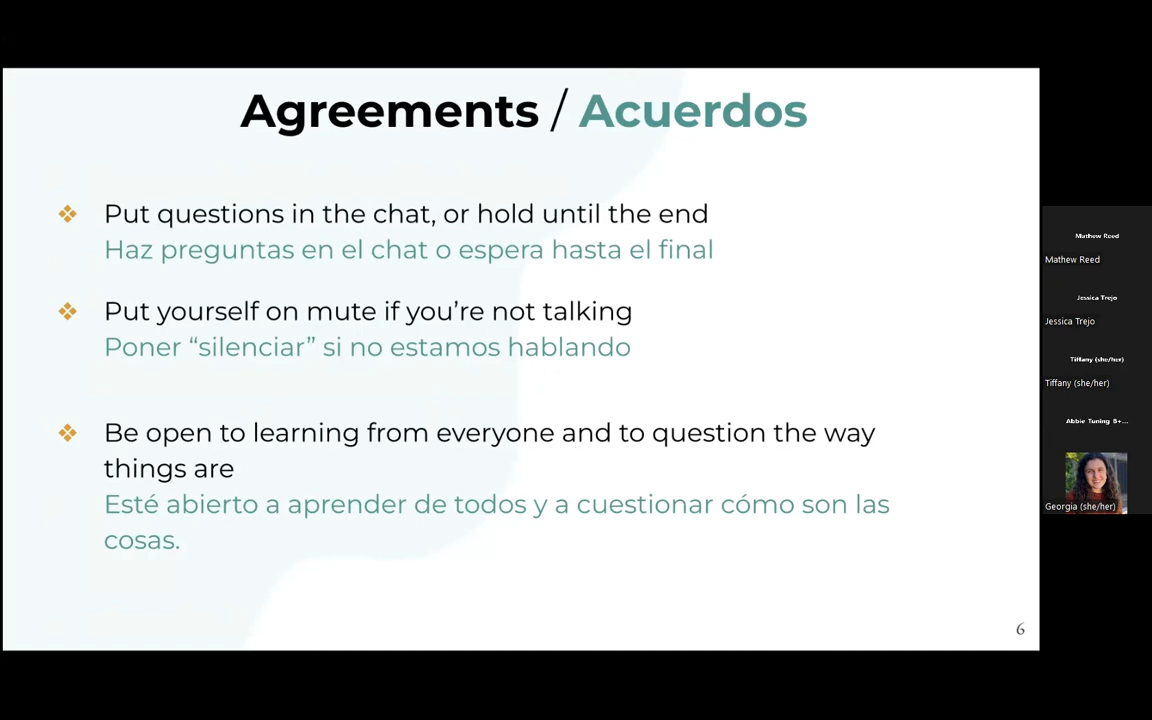 Agreements / Acuerdos
Put questions in the chat, or hold until the end
Haz preguntas en el chat o espera hasta el final
Put yourself on mute if you’re not talking
Poner “silenciar” si no estamos hablando
Be open to learning from everyone and to question the way
things are
Esté abierto a aprender de todos y a cuestionar cómo son las
cosas.
6
Mathew Reed
Mathew Reed
Jessica Trejo
Jessica Trejo
Tiffany (she/her)
Tiffany (she/her)
Abbie Tuning S+...
Georgia (she/her)